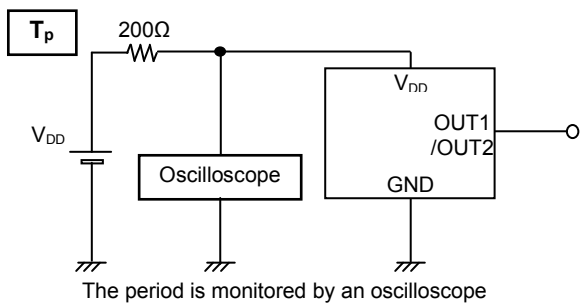 Tp
200Ω
VDD
VDD
OUT1
/OUT2
Oscilloscope
GND
The period is monitored by an oscilloscope